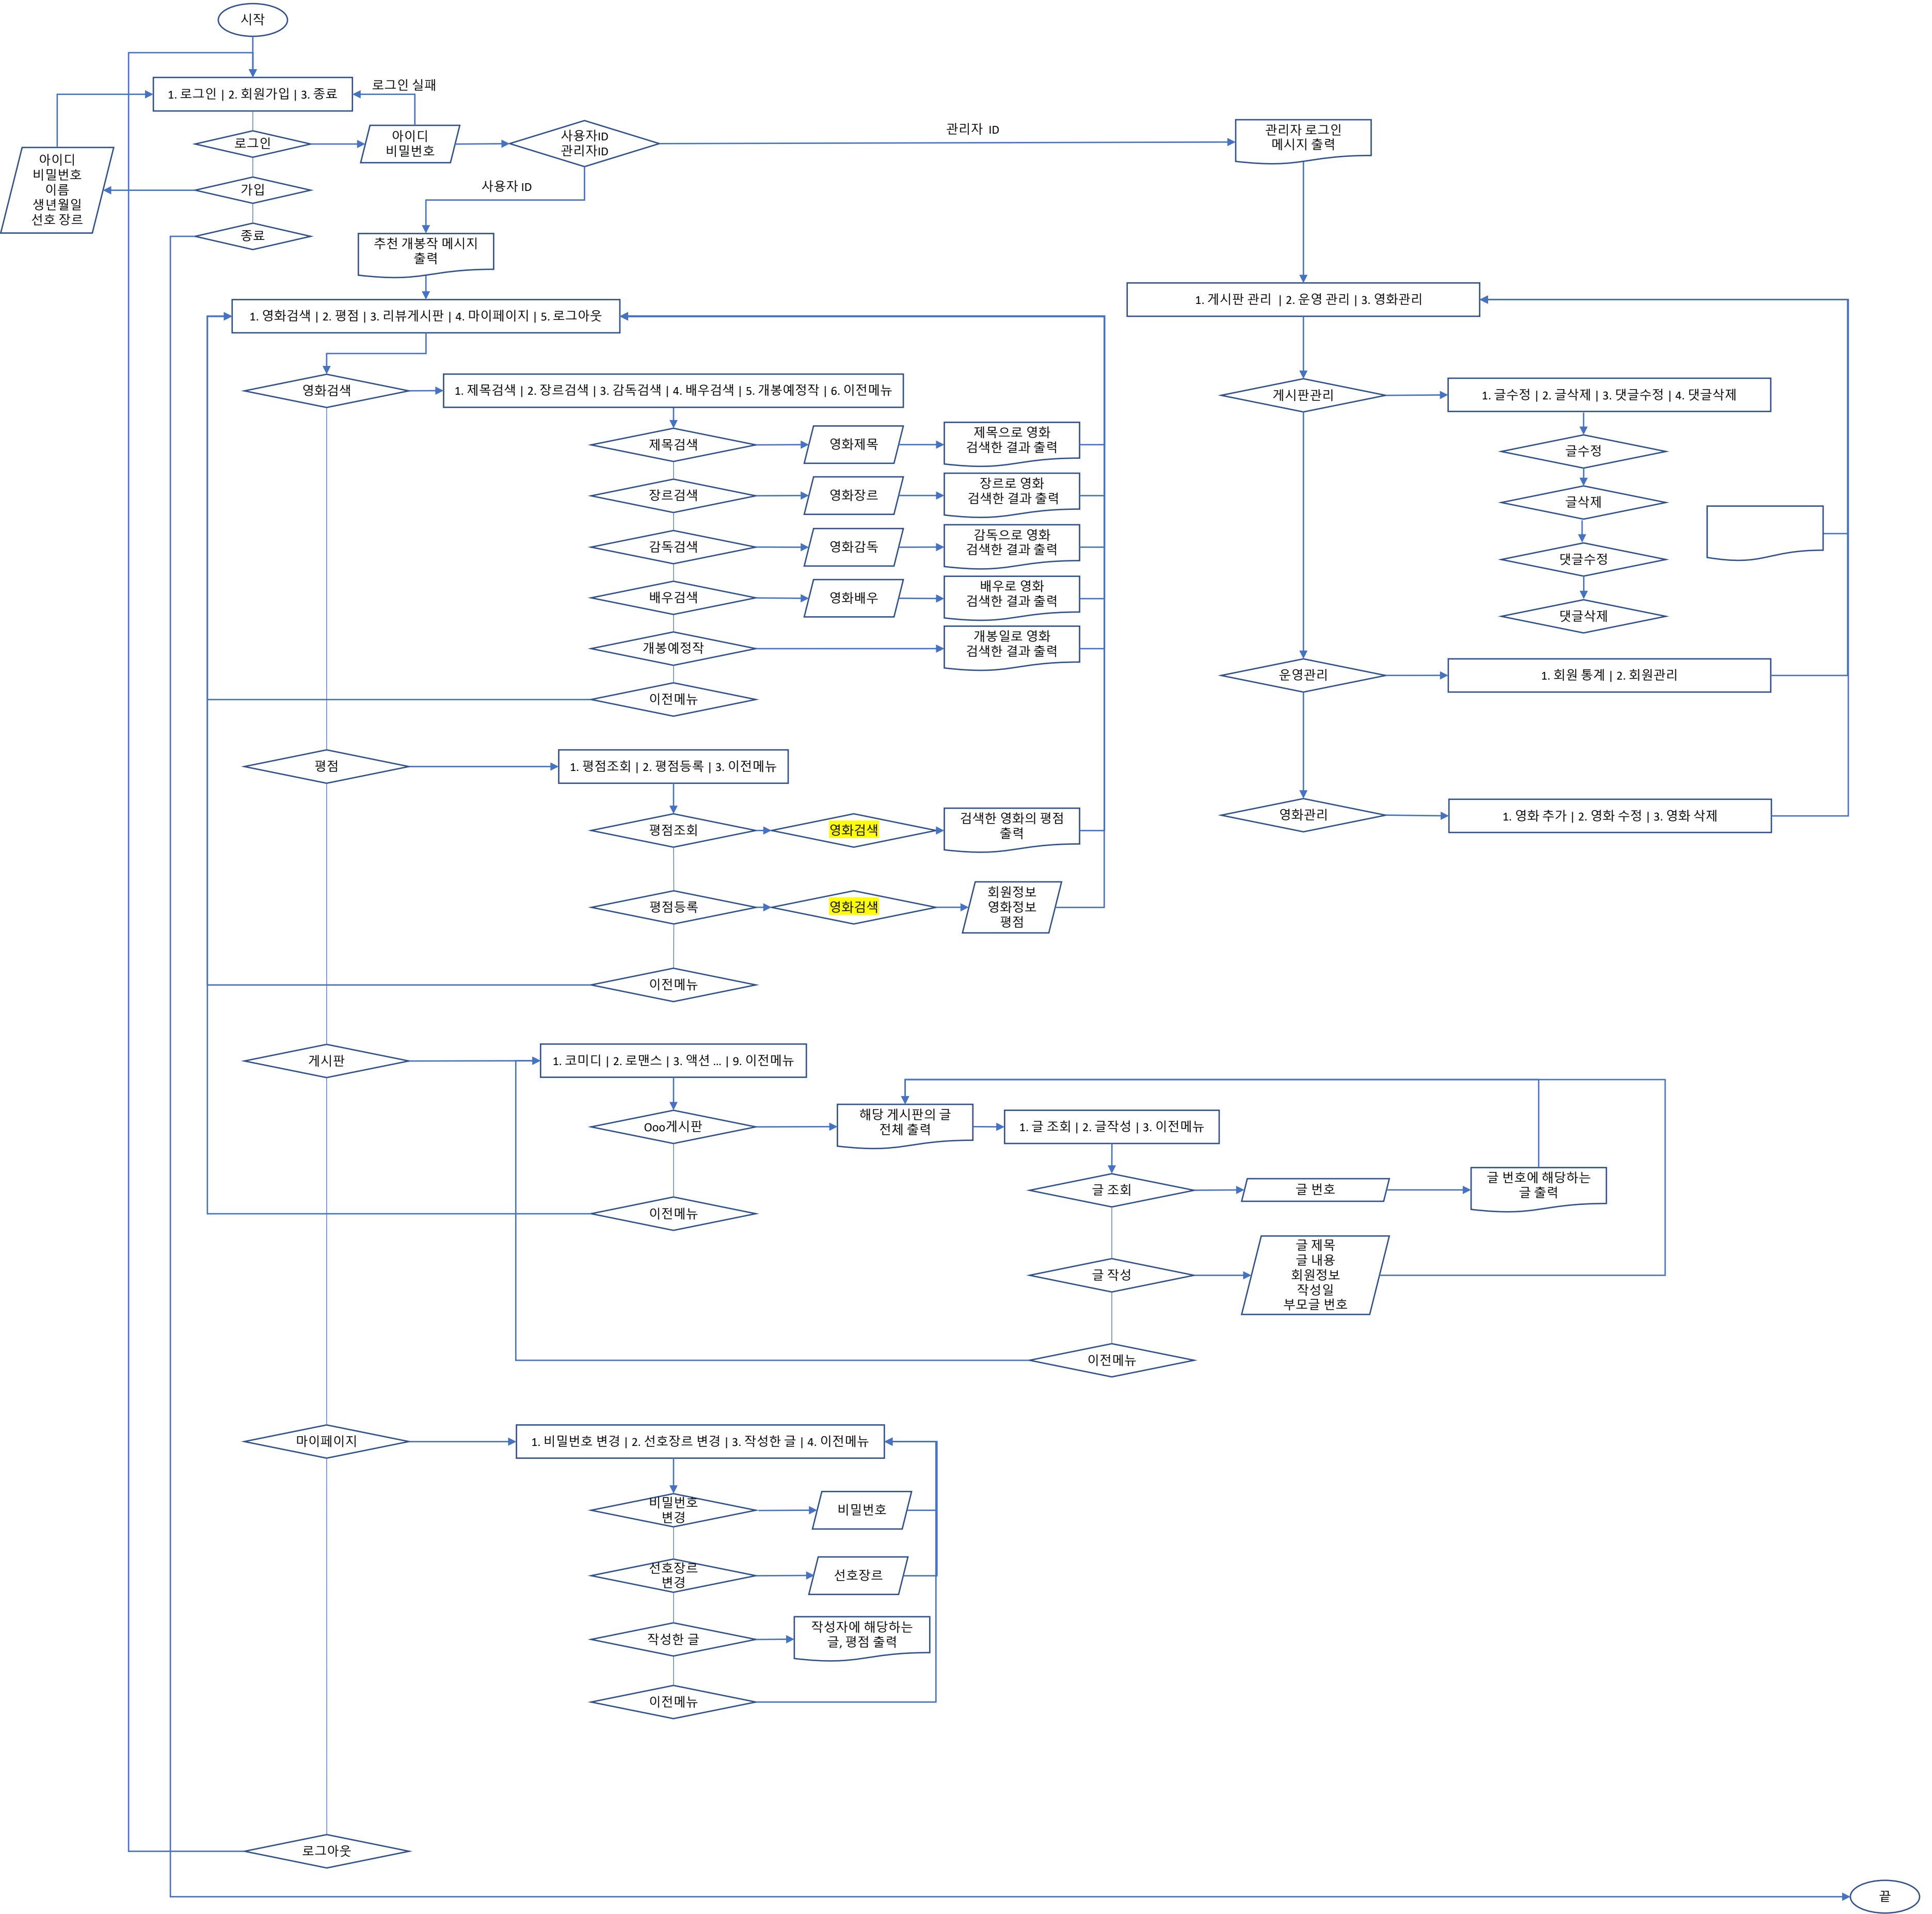 시작
1. 로그인 | 2. 회원가입 | 3. 종료
로그인 실패
로그인
아이디
비밀번호
사용자ID
관리자ID
관리자 ID
관리자 로그인
메시지 출력
아이디
비밀번호
이름
생년월일
선호 장르
가입
사용자 ID
종료
추천 개봉작 메시지
출력
1. 영화검색 | 2. 평점 | 3. 리뷰게시판 | 4. 마이페이지 | 5. 로그아웃
1. 게시판 관리 | 2. 운영 관리 | 3. 영화관리
영화검색
1. 제목검색 | 2. 장르검색 | 3. 감독검색 | 4. 배우검색 | 5. 개봉예정작 | 6. 이전메뉴
제목검색
영화제목
제목으로 영화
검색한 결과 출력
장르검색
영화장르
장르로 영화
검색한 결과 출력
감독검색
영화감독
감독으로 영화
검색한 결과 출력
배우검색
영화배우
배우로 영화
검색한 결과 출력
개봉예정작
개봉일로 영화
검색한 결과 출력
이전메뉴
게시판관리
1. 글수정 | 2. 글삭제 | 3. 댓글수정 | 4. 댓글삭제
글수정
글삭제
댓글수정
댓글삭제
운영관리
1. 회원 통계 | 2. 회원관리
영화관리
1. 영화 추가 | 2. 영화 수정 | 3. 영화 삭제
평점
1. 평점조회 | 2. 평점등록 | 3. 이전메뉴
평점조회
영화검색
검색한 영화의 평점
출력
평점등록
영화검색
회원정보
영화정보
평점
이전메뉴
게시판
1. 코미디 | 2. 로맨스 | 3. 액션 ... | 9. 이전메뉴
Ooo게시판
해당 게시판의 글
전체 출력
1. 글 조회 | 2. 글작성 | 3. 이전메뉴
글 조회
글 번호
글 번호에 해당하는
글 출력
이전메뉴
글 작성
글 제목
글 내용
회원정보
작성일
부모글 번호
이전메뉴
마이페이지
1. 비밀번호 변경 | 2. 선호장르 변경 | 3. 작성한 글 | 4. 이전메뉴
비밀번호
변경
비밀번호
선호장르
변경
선호장르
작성한 글
작성자에 해당하는
글, 평점 출력
이전메뉴
로그아웃
끝